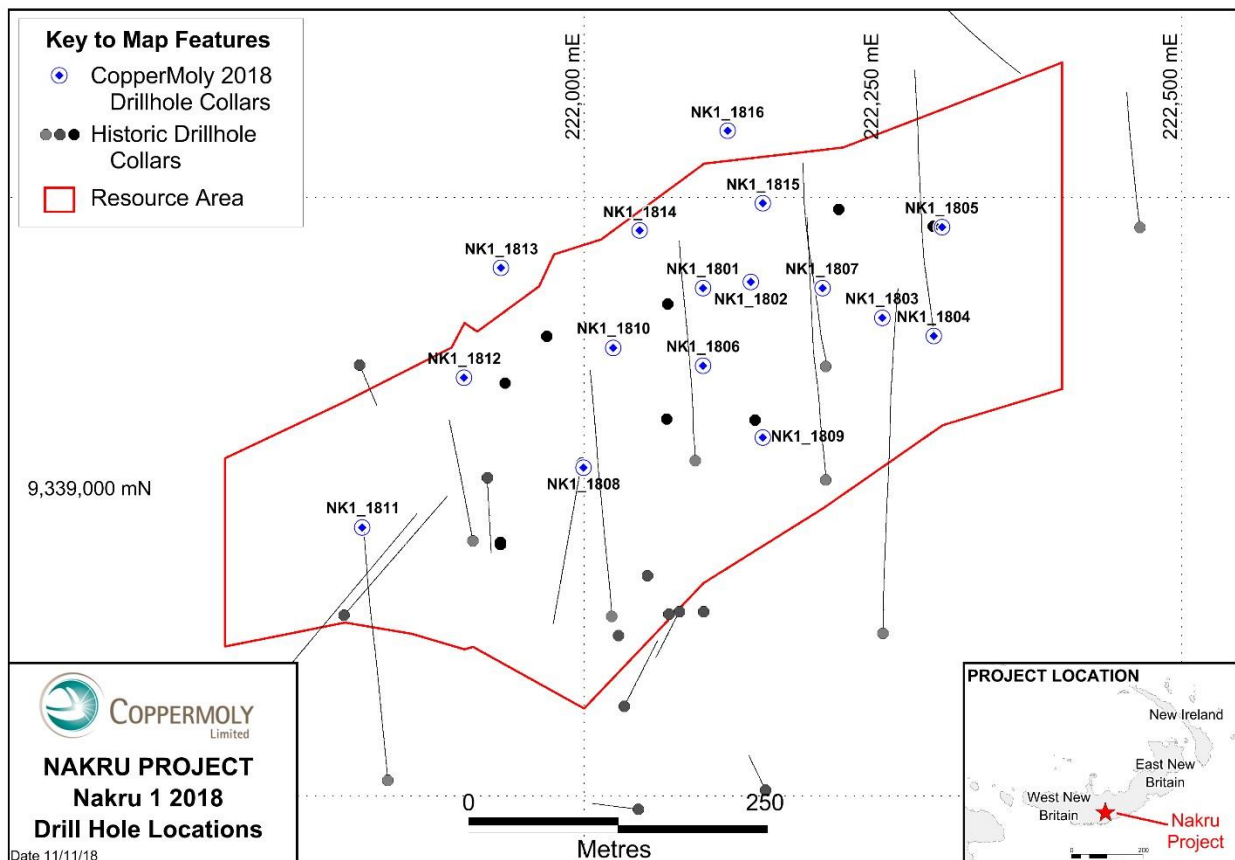 Key to Map Features
CopperMoly 2018
Drillhole Collars
Historic Drillhole
Collars
Resource Area
222,000 mE
222,250 mE
222,500 mE
NK1_1816
NK1_1815
NK1_1814
NK1_1805
NK1_1813
NK1_1801
NK1_1807
NK1_1802
NK1_1803
NK1_1804
NK1_1810
NK1_1806
NK1_1812
NK1_1809
NK1_1808
9,339,000 mN
NK1_1811
COPPERMOLY
Limited
NAKRU PROJECT
Nakru 1 2018
Drill Hole Locations
Date 11/11/18
0 250
Metres
PROJECT LOCATION
New Ireland
East New
Britain
West New
Britain
Nakru
Project
0 200